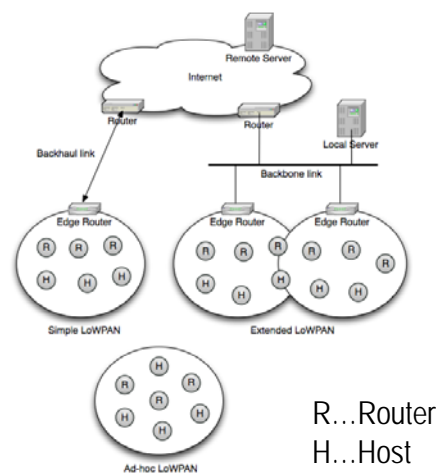 Remote Server
Internet
Router
Router
Local Server
Backhaul link
Backbone link
Edge Router
Edge Router
Edge Router
R R R
H H H
R R R
H H H
R R R
H H
Simple LoWPAN
Extended LoWPAN
H
R R
R
H H
H
Ad-hoc LoWPAN
R...Router
H...Host